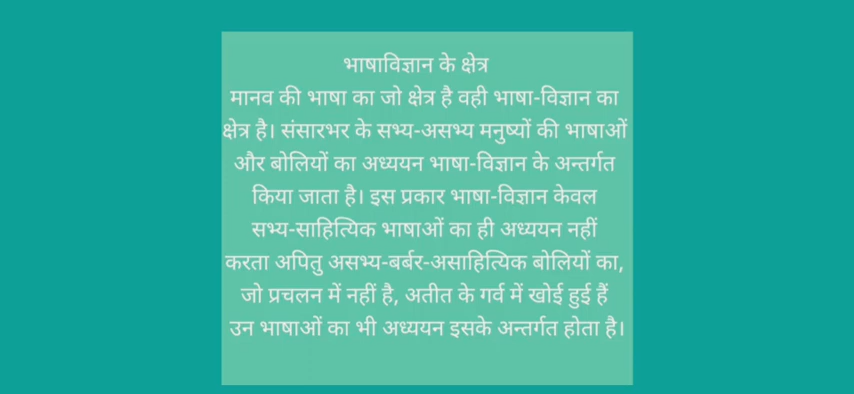 भाषाविज्ञान के क्षेत्र
मानव की भाषा का जो क्षेत्र है वही भाषा-विज्ञान का
क्षेत्र है। संसारभर के सभ्य-असभ्य मनुष्यों की भाषाओं
और बोलियों का अध्ययन भाषा-विज्ञान के अन्तर्गत
किया जाता है। इस प्रकार भाषा-विज्ञान केवल
सभ्य-साहित्यिक भाषाओं का ही अध्ययन नहीं
करता अपितु असभ्य-बर्बर-असाहित्यिक बोलियों का,
जो प्रचलन में नहीं है, अतीत के गर्व में खोई हुई हैं
उन भाषाओं का भी अध्ययन इसके अन्तर्गत होता है।